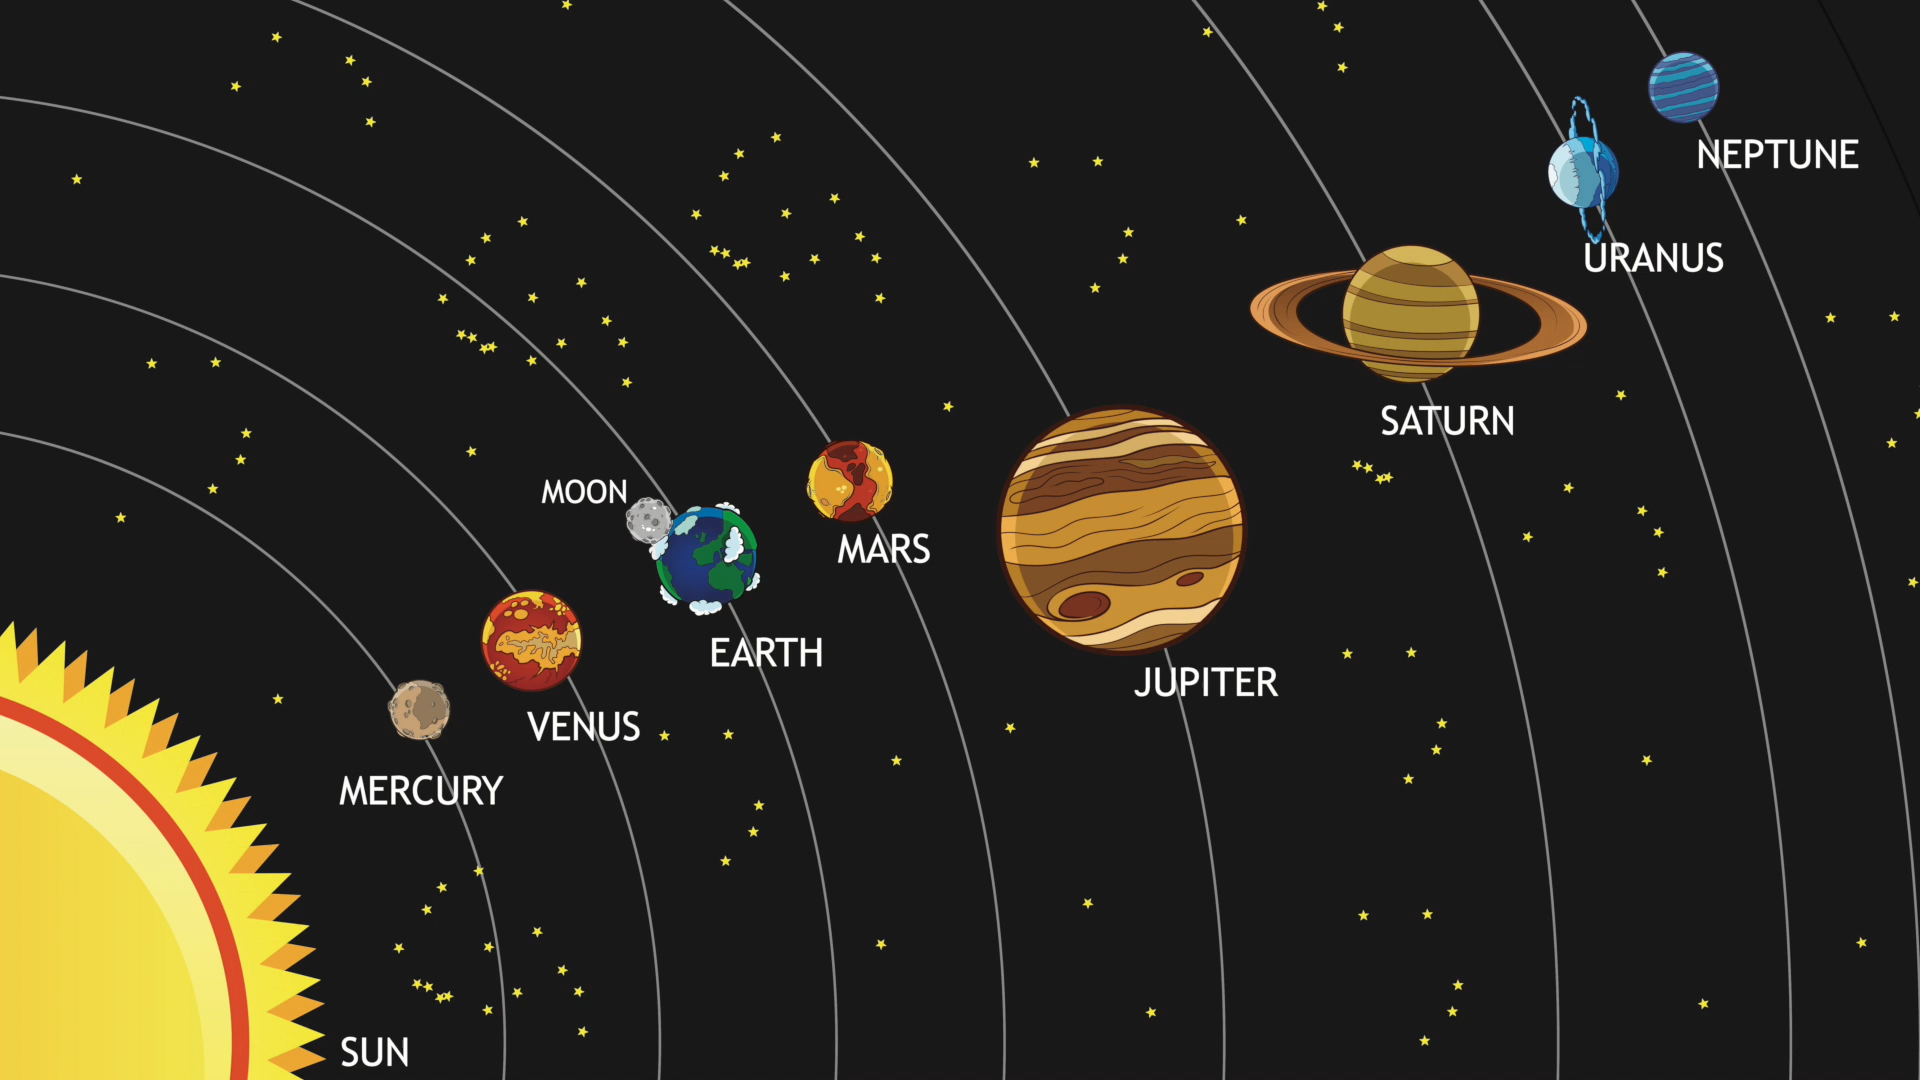 NEPTUNE
URANUS
SATURN
MOON
MARS
EARTH
JUPITER
VENUS
MERCURY
SUN